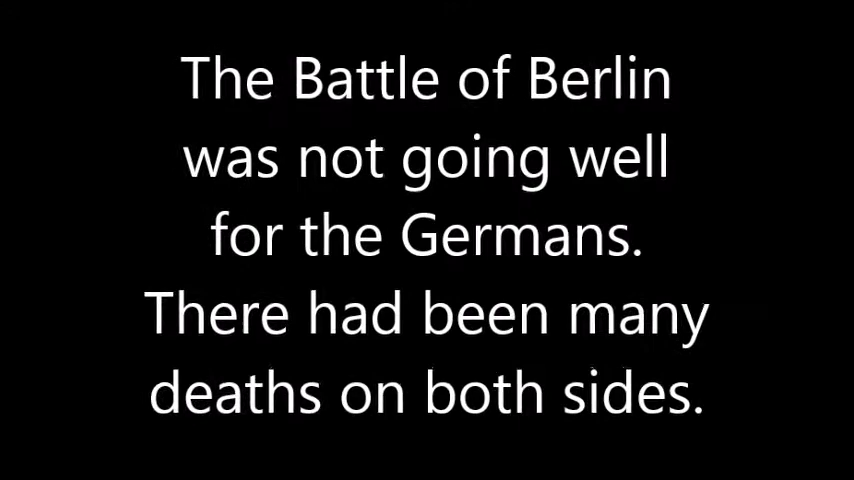 The Battle of Berlin
was not going well
for the Germans.
There had been many
deaths on both sides.